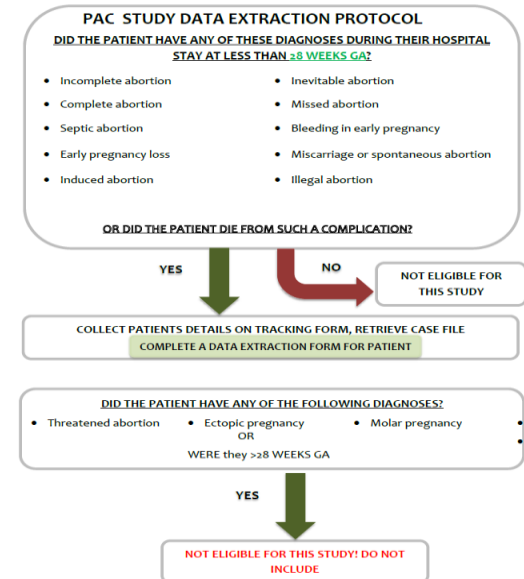 PAC STUDY DATA EXTRACTION PROTOCOL
DID THE PATIENT HAVE ANY OF THESE DIAGNOSES DURING THEIR HOSPITAL
STAY AT LESS THAN 28 WEEKS GA?
• Incomplete abortion
• Complete abortion
• Septic abortion
• Early pregnancy loss
• Induced abortion
• Inevitable abortion
• Missed abortion
• Bleeding in early pregnancy
• Miscarriage or spontaneous abortion
• Illegal abortion
OR DID THE PATIENT DIE FROM SUCH A COMPLICATION?
YES
NO
NOT ELIGIBLE FOR
THIS STUDY
COLLECT PATIENTS DETAILS ON TRACKING FORM, RETRIEVE CASE FILE
COMPLETE A DATA EXTRACTION FORM FOR PATIENT
DID THE PATIENT HAVE ANY OF THE FOLLOWING DIAGNOSES?
• Threatened abortion • Ectopic pregnancy • Molar pregnancy
OR
WERE they >28 WEEKS GA
YES
NOT ELIGIBLE FOR THIS STUDY! DO NOT
INCLUDE